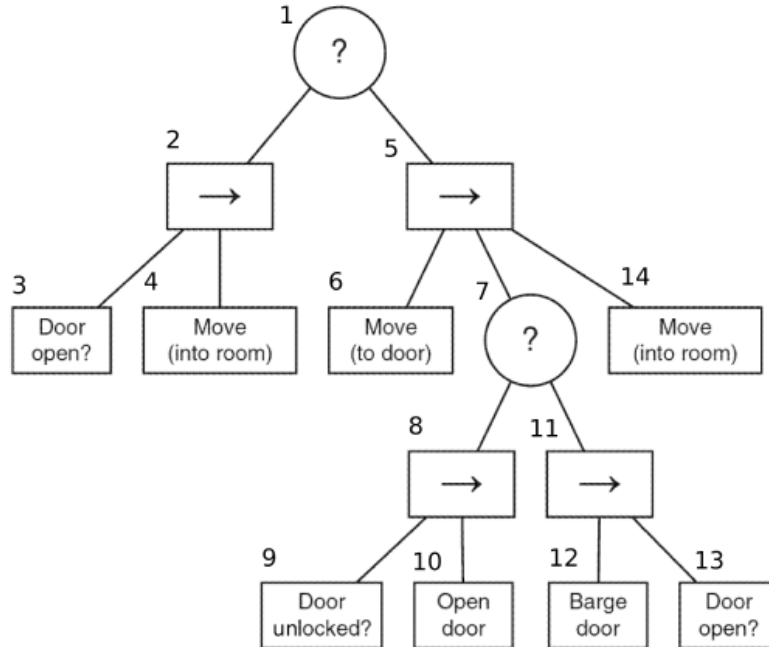 1
?
2
→
5
→
3
Door
open?
4
Move
(into room)
6
Move
(to door)
7
?
14
Move
(into room)
8
→
11
→
9
Door
unlocked?
10
Open
door
12
Barge
door
13
Door
open?